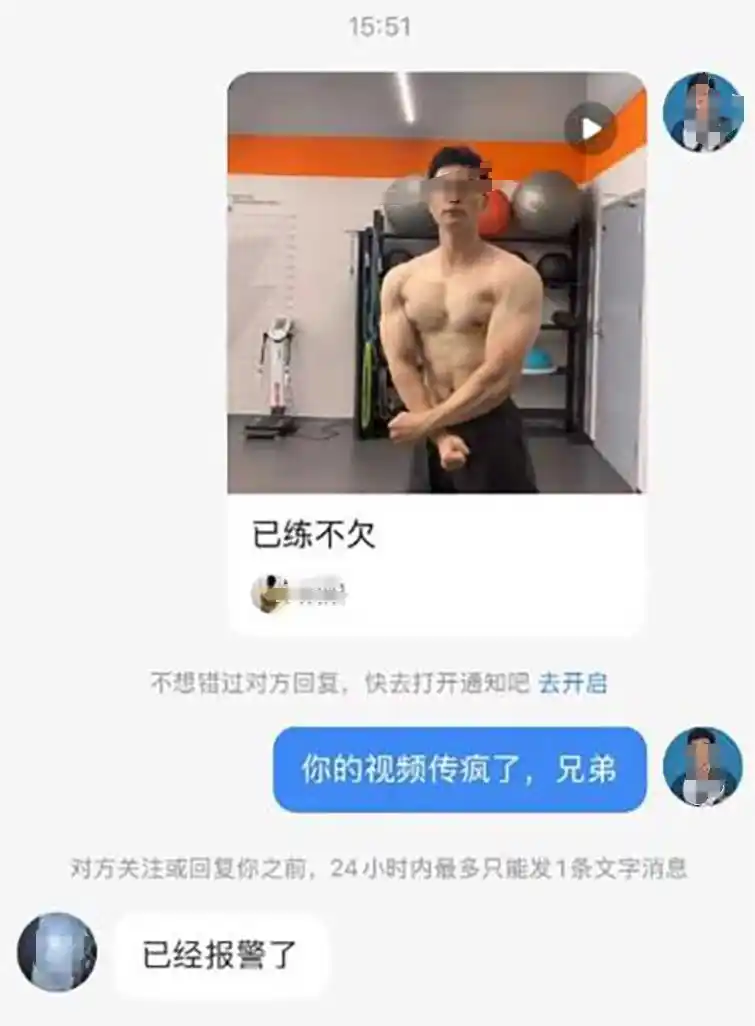 15:51
已练不欠
不想错过对方回复，快去打开通知吧 去开启
你的视频传疯了，兄弟
对方关注或回复你之前，24小时内最多只能发1条文字消息
已经报警了